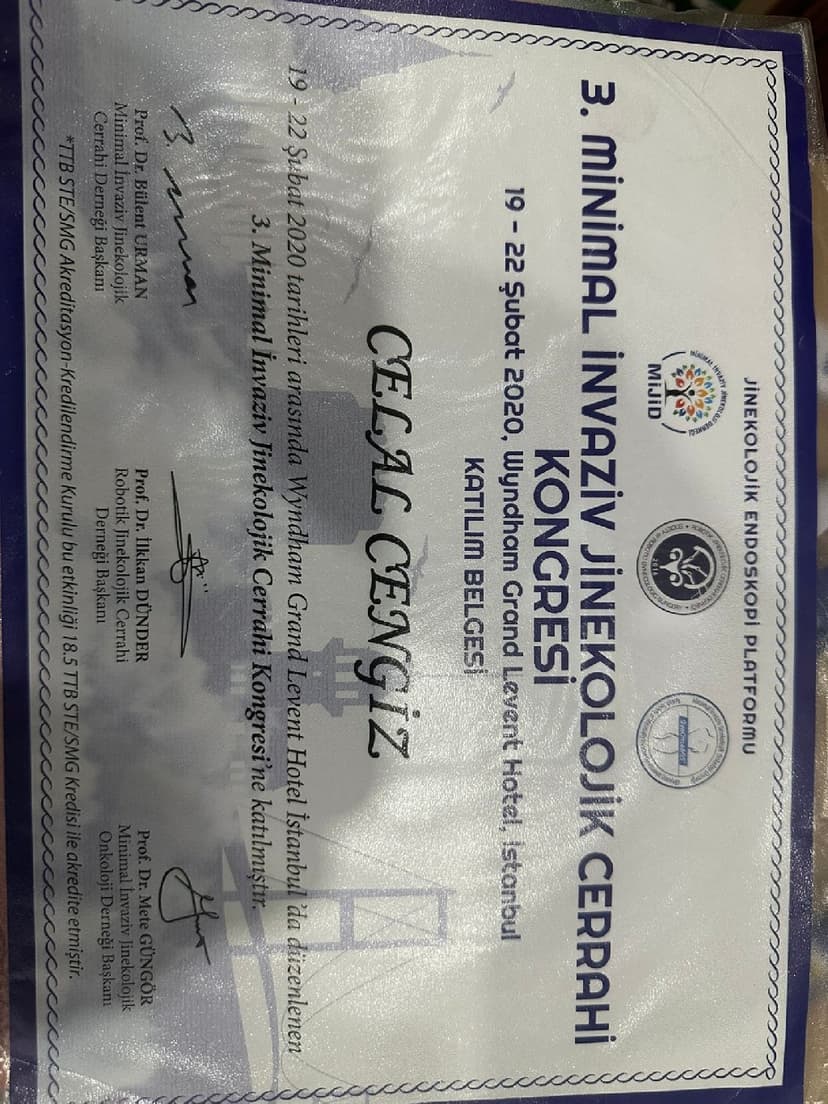 JİNEKOLOJİK ENDOSKOPİ PLATFORMU
MİJİD
3. MİNİMAL İNVAZİV JİNEKOLOJİK CERRAHİ
KONGRESİ
19 - 22 Şubat 2020, Wyndham Grand Levent Hotel, İstanbul
KATILIM BELGESİ
CELAL CENGİZ
19 - 22 Şubat 2020 tarihleri arasında Wyndham Grand Levent Hotel İstanbul'da düzenlenen
3. Minimal İnvaziv Jinekolojik Cerrahi Kongresi'ne katılmıştır.
Prof. Dr. Bülent URMAN
Minimal İnvaziv Jinekolojik
Cerrahi Derneği Başkanı
Prof. Dr. İlkkan DÜNDER
Robotik Jinekolojik Cerrahi
Derneği Başkanı
Prof. Dr. Mete GÜNGÖR
Minimal İnvaziv Jinekolojik
Onkoloji Derneği Başkanı
*TTB STE/SMG Akreditasyon-Kredilendirme Kurulu bu etkinliği 18.5 TTB STE/SMG Kredisi ile akredite etmiştir.